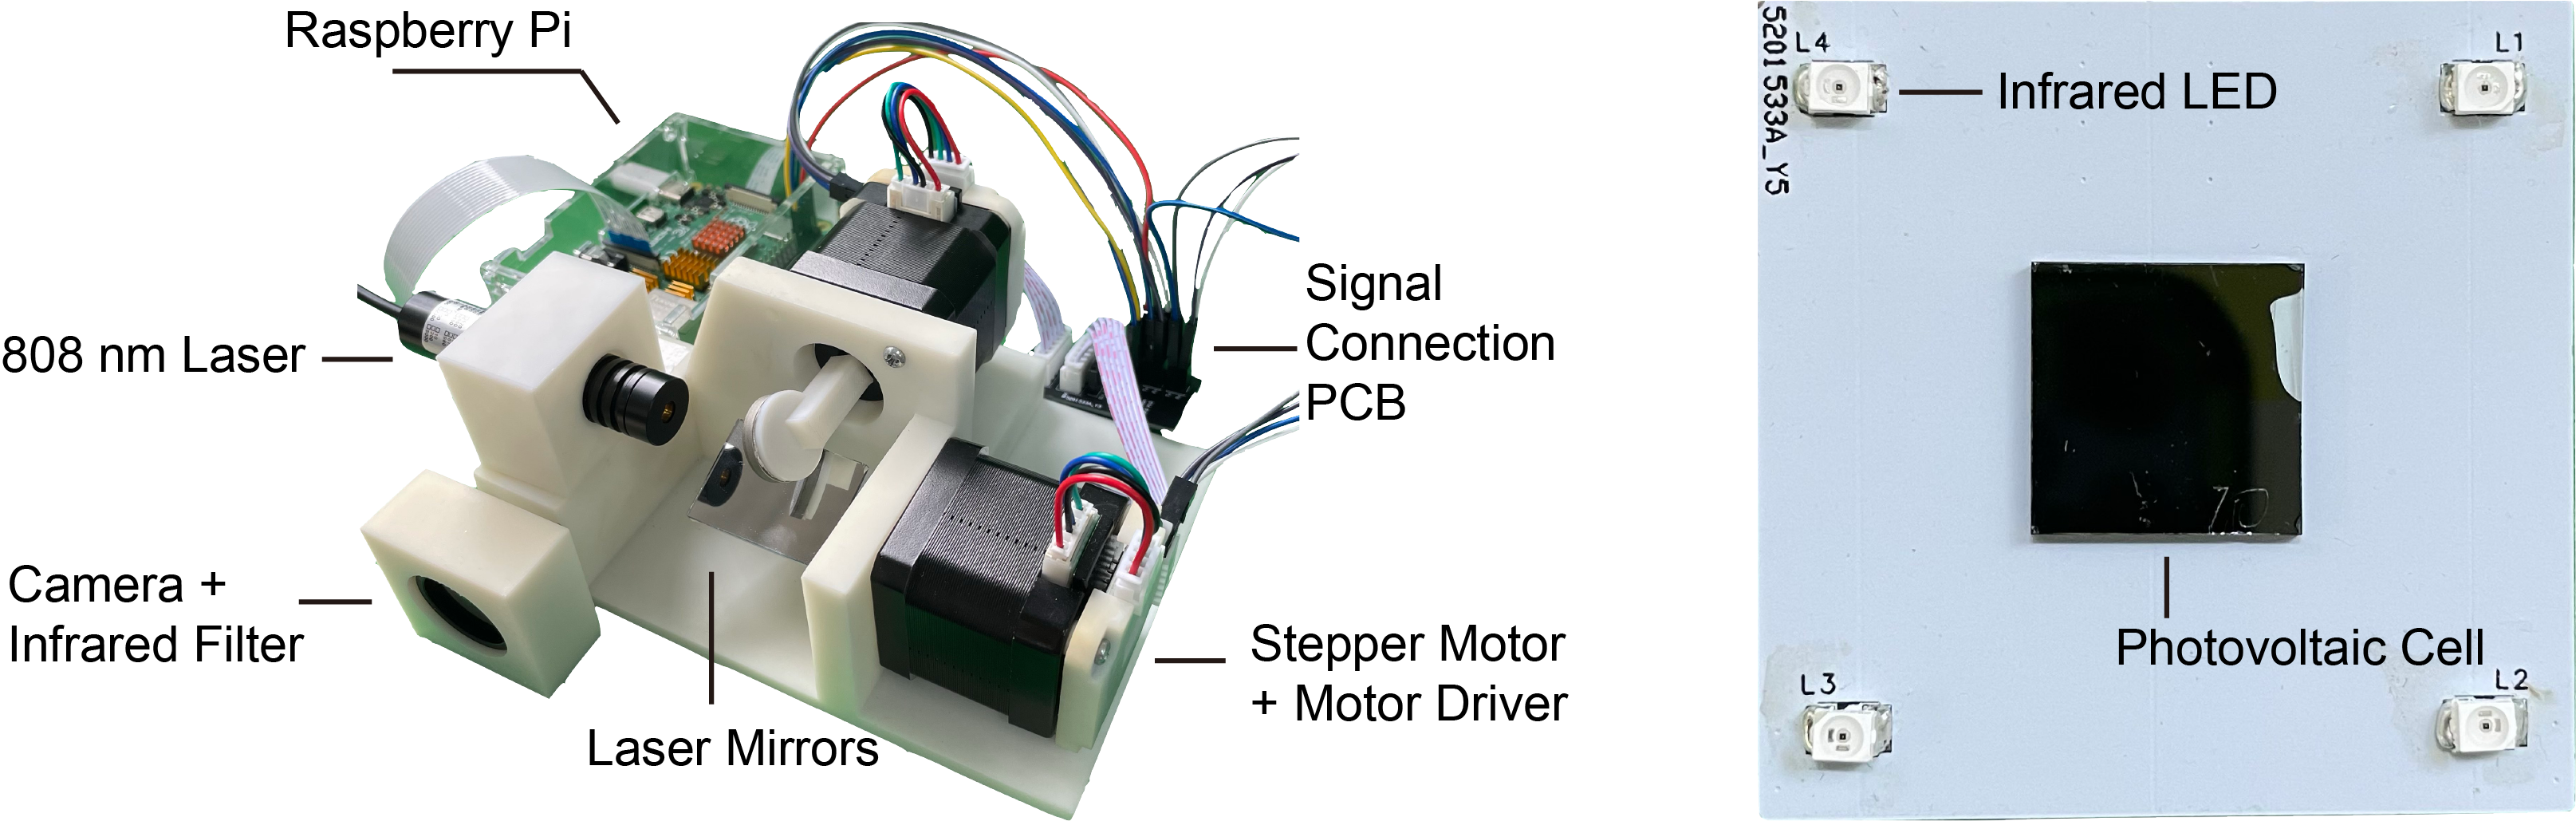 Raspberry Pi
808 nm Laser
Camera +
Infrared Filter
Laser Mirrors
Signal
Connection
PCB
Stepper Motor
+ Motor Driver
5201533A_Y5
L4
L1
Infrared LED
70
Photovoltaic Cell
L3
L2